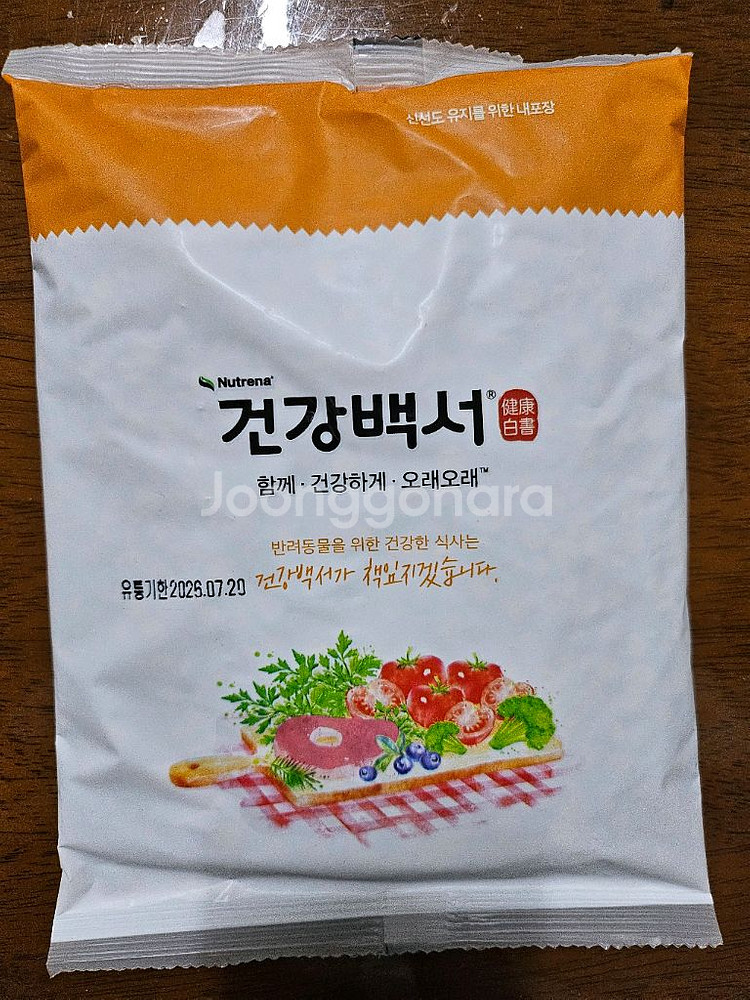 신선도 유지를 위한 내포장
Nutrena®
건강백서® 健康白書
함께·건강하게·오래오래™
Joonggonara
반려동물을 위한 건강한 식사는
건강백서가 책임지겠습니다.
유통기한2026.07.20